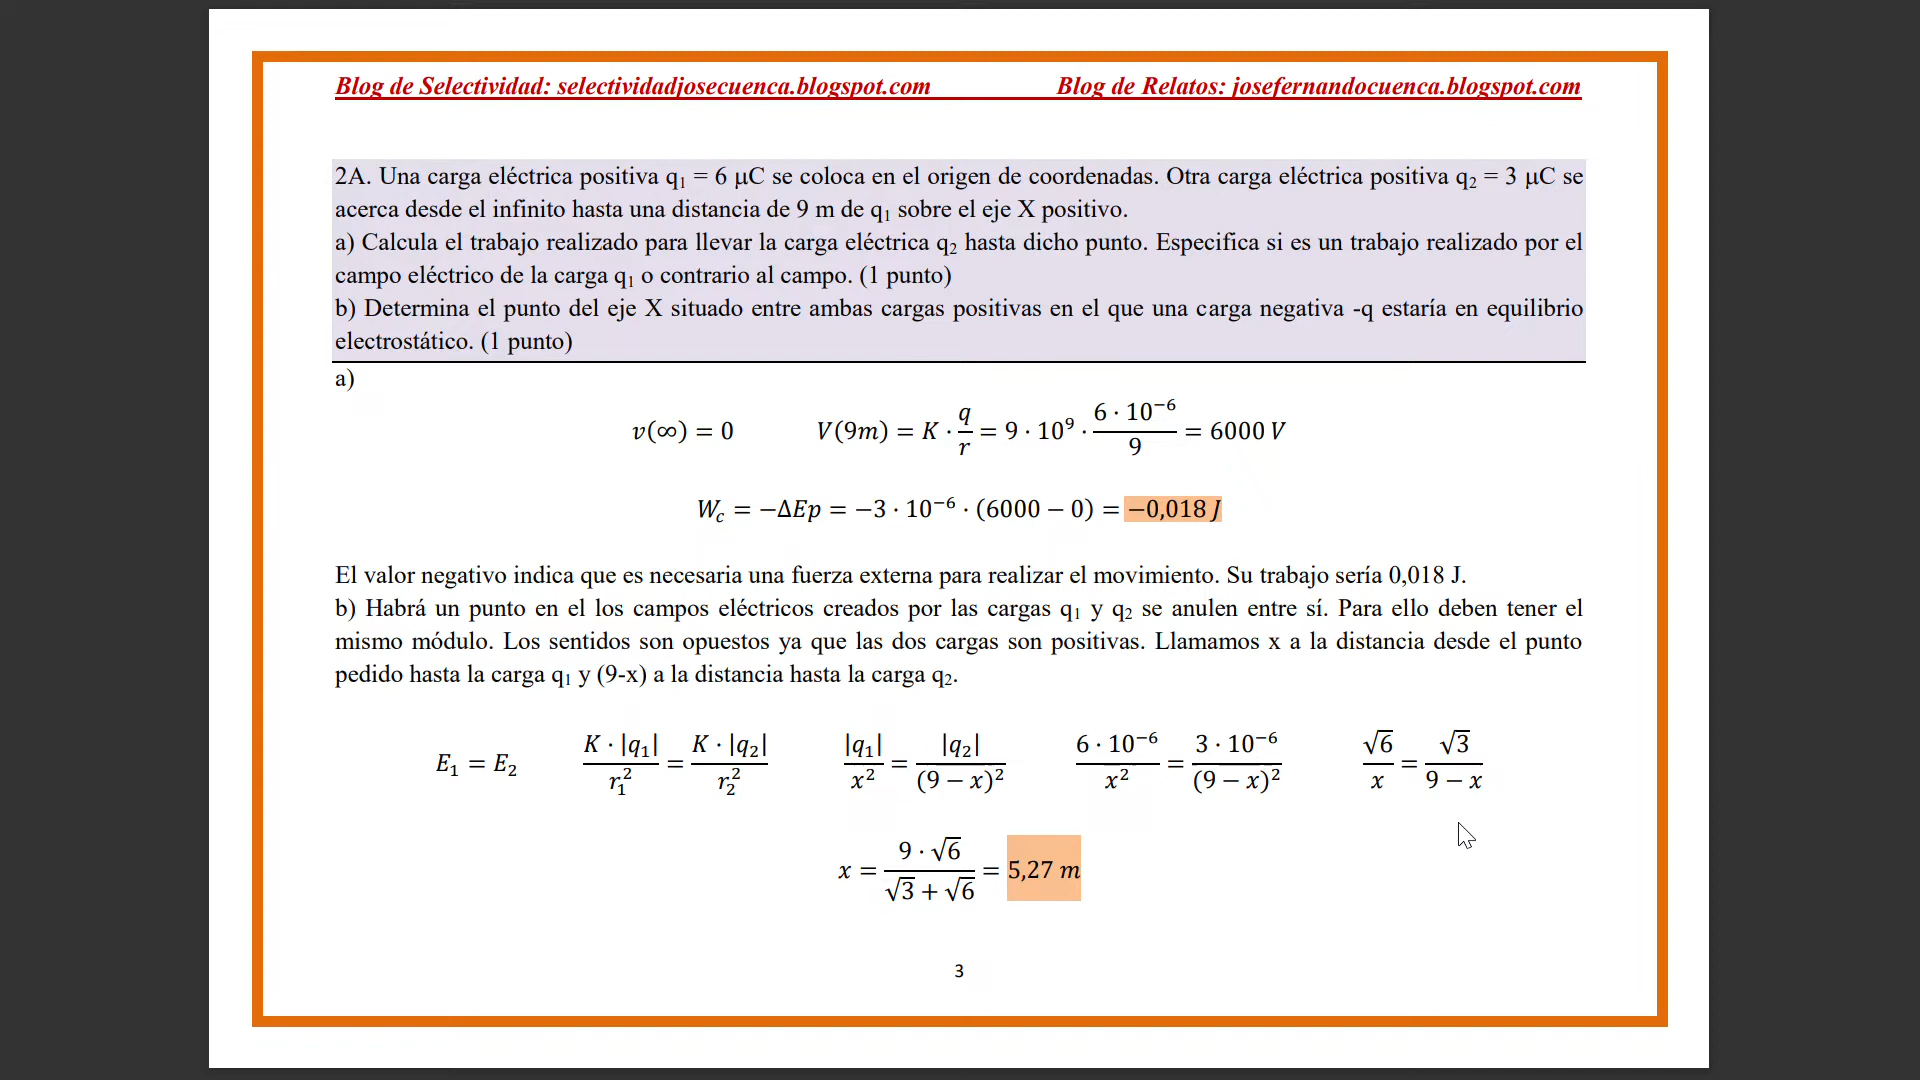 Blog de Selectividad: selectividadjosecuenca.blogspot.com Blog de Relatos: josefernandocuenca.blogspot.com
2A. Una carga eléctrica positiva q₁ = 6 μC se coloca en el origen de coordenadas. Otra carga eléctrica positiva q₂ = 3 μC se
acerca desde el infinito hasta una distancia de 9 m de q₁ sobre el eje X positivo.
a) Calcula el trabajo realizado para llevar la carga eléctrica q₂ hasta dicho punto. Especifica si es un trabajo realizado por el
campo eléctrico de la carga q₁ o contrario al campo. (1 punto)
b) Determina el punto del eje X situado entre ambas cargas positivas en el que una carga negativa -q estaría en equilibrio
electrostático. (1 punto)
a)
v(∞) = 0 V(9m) = K · q/r = 9 · 10⁹ · 6 · 10⁻⁶/9 = 6000 V
W_c = −ΔEp = −3 · 10⁻⁶ · (6000 − 0) = −0,018 J
El valor negativo indica que es necesaria una fuerza externa para realizar el movimiento. Su trabajo sería 0,018 J.
b) Habrá un punto en el los campos eléctricos creados por las cargas q₁ y q₂ se anulen entre sí. Para ello deben tener el
mismo módulo. Los sentidos son opuestos ya que las dos cargas son positivas. Llamamos x a la distancia desde el punto
pedido hasta la carga q₁ y (9-x) a la distancia hasta la carga q₂.
E₁ = E₂ K · |q₁|/r₁² = K · |q₂|/r₂² |q₁|/x² = |q₂|/(9 − x)² 6 · 10⁻⁶/x² = 3 · 10⁻⁶/(9 − x)² √6/x = √3/9 − x
x = 9 · √6/√3 + √6 = 5,27 m
3